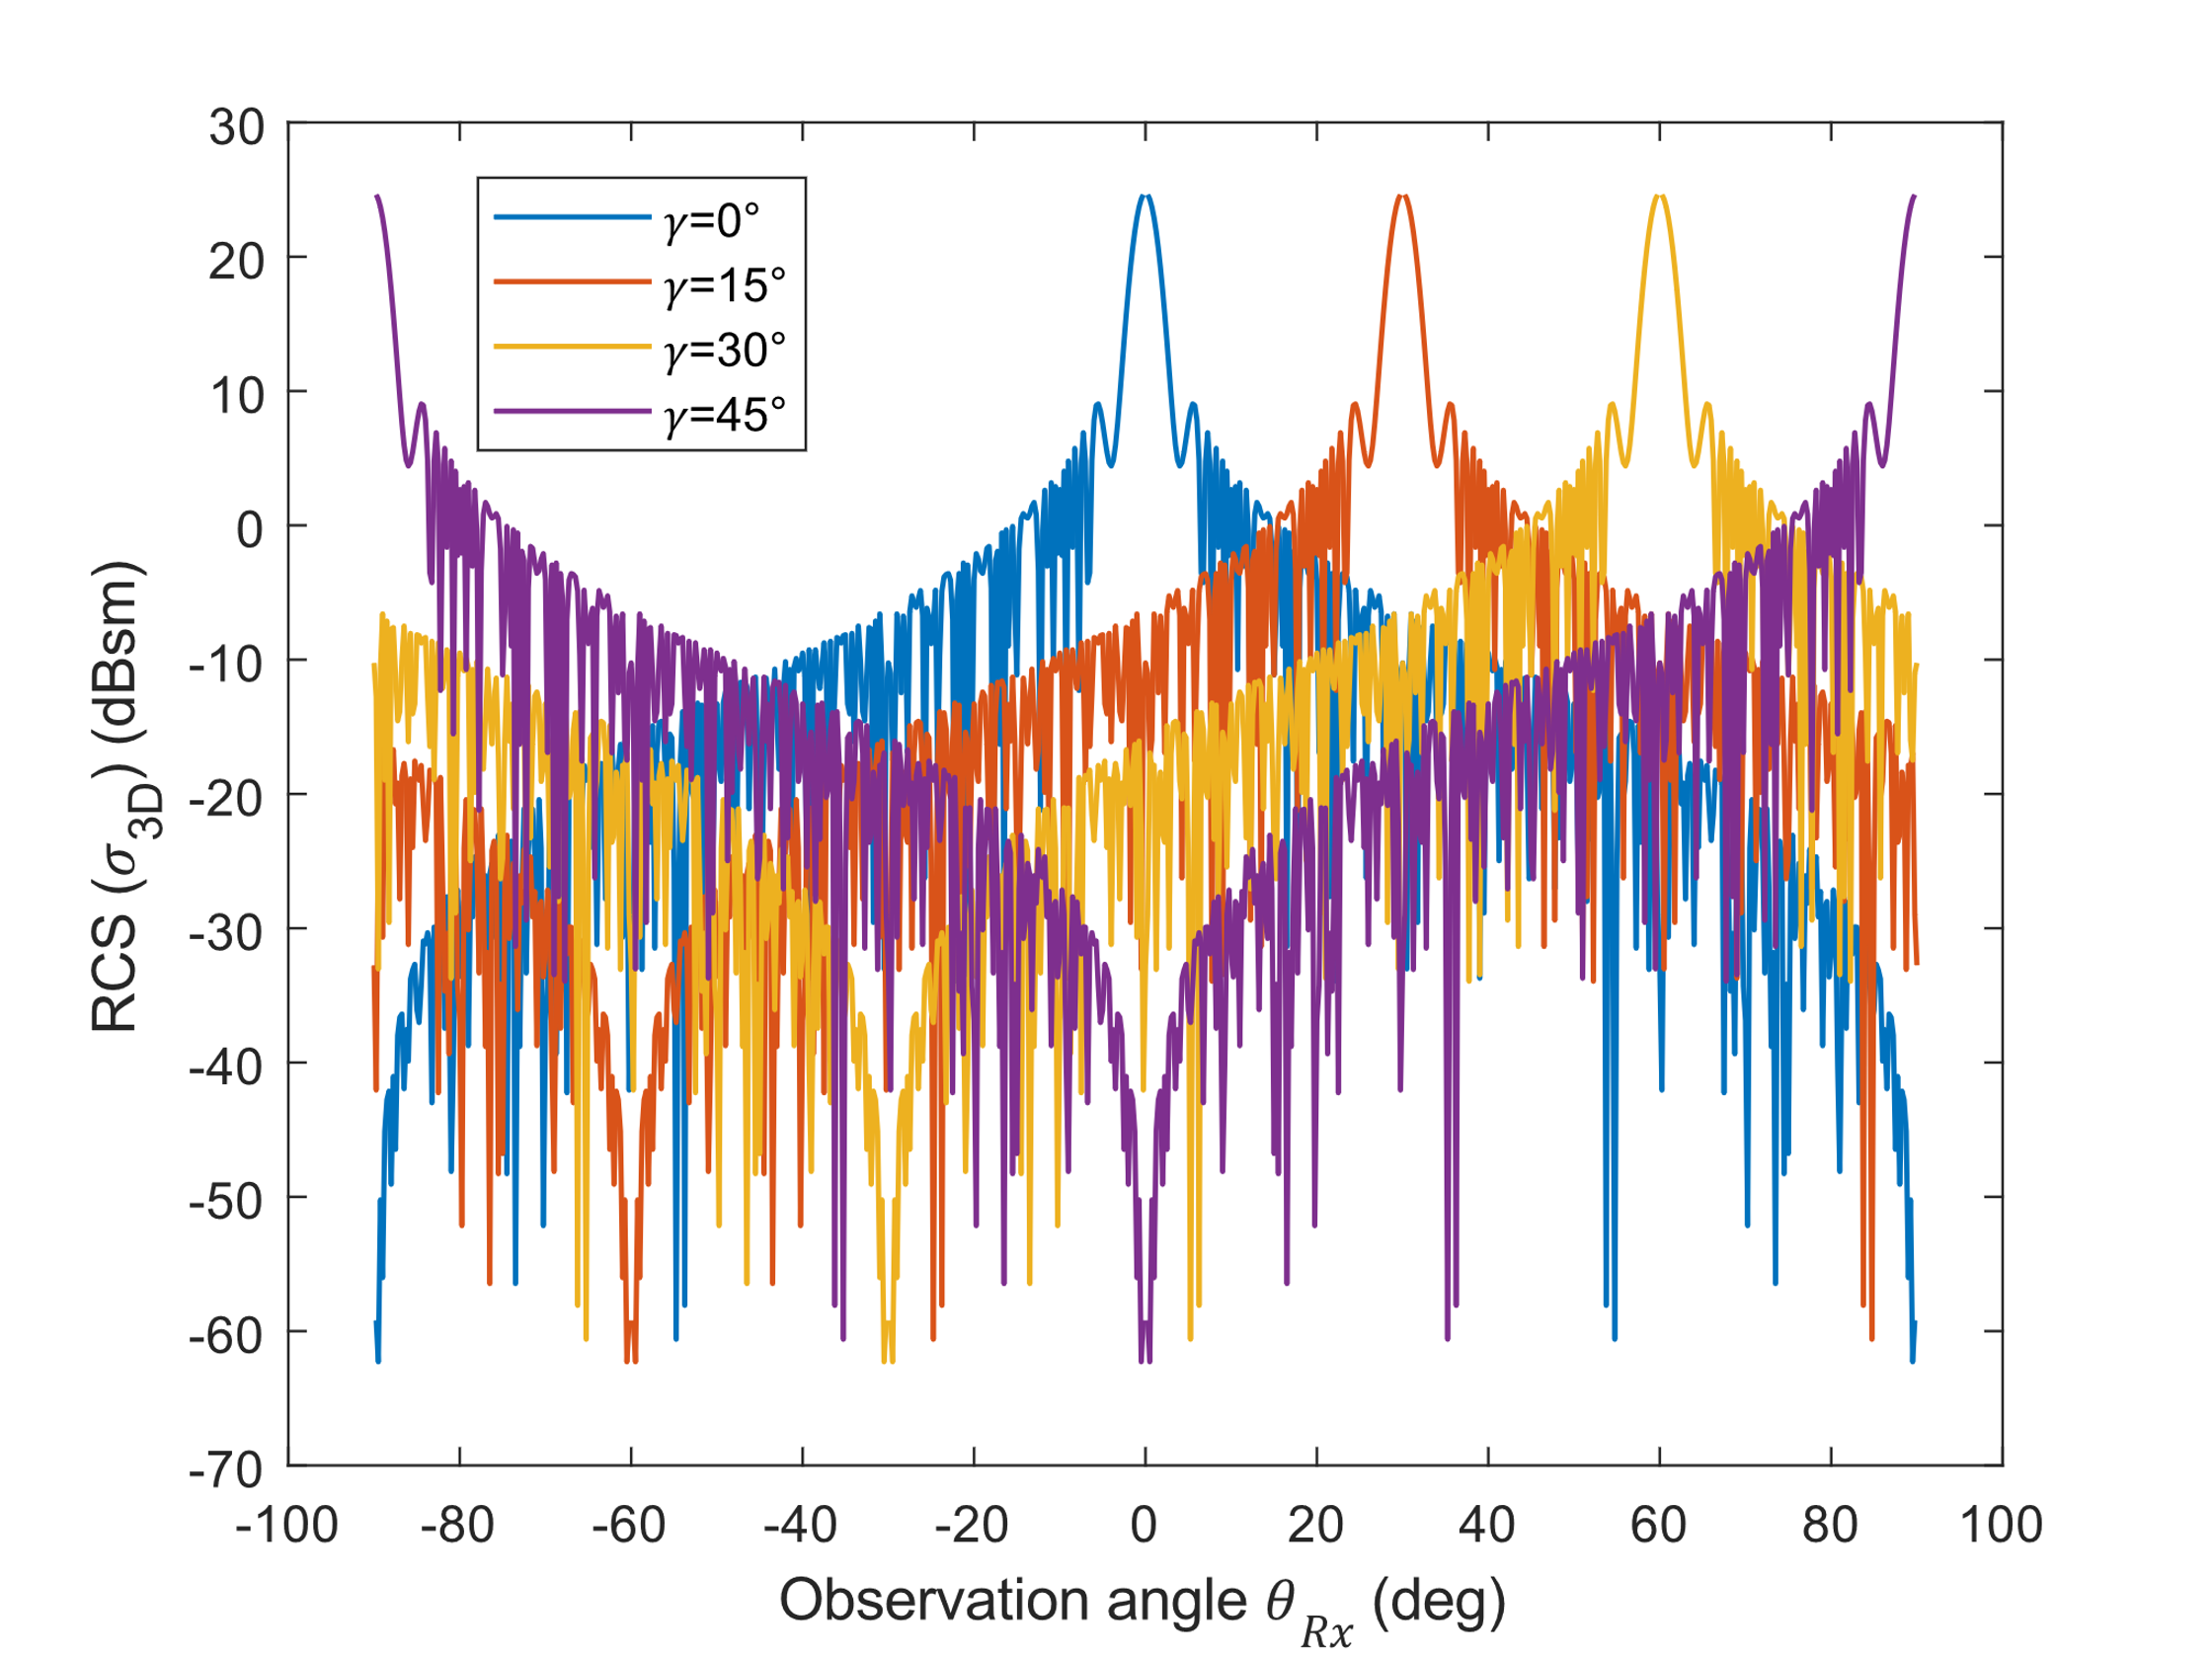 30
20
10
0
-10
-20
-30
-40
-50
-60
-70
RCS (σ3D) (dBsm)
γ=0°
γ=15°
γ=30°
γ=45°
-100 -80 -60 -40 -20 0 20 40 60 80 100
Observation angle θRx (deg)